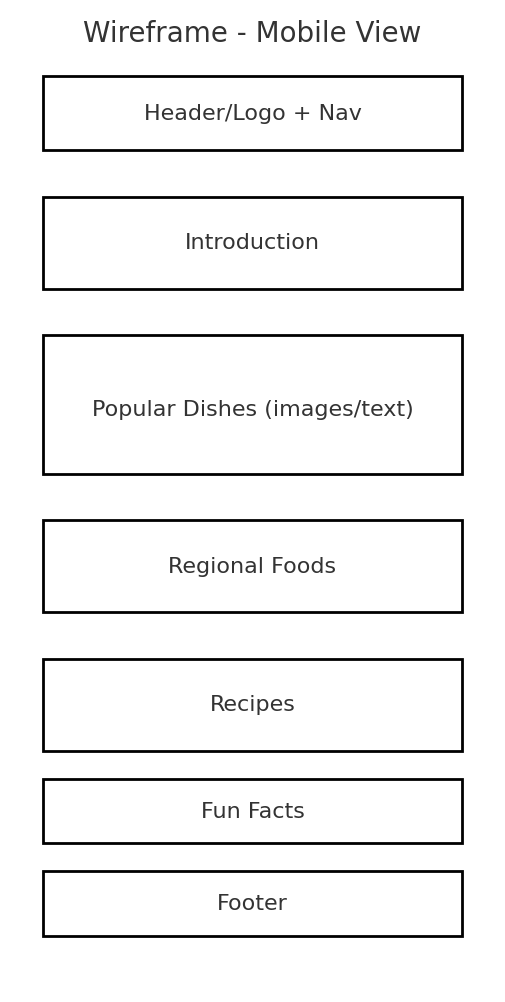 Wireframe - Mobile View
Header/Logo + Nav
Introduction
Popular Dishes (images/text)
Regional Foods
Recipes
Fun Facts
Footer